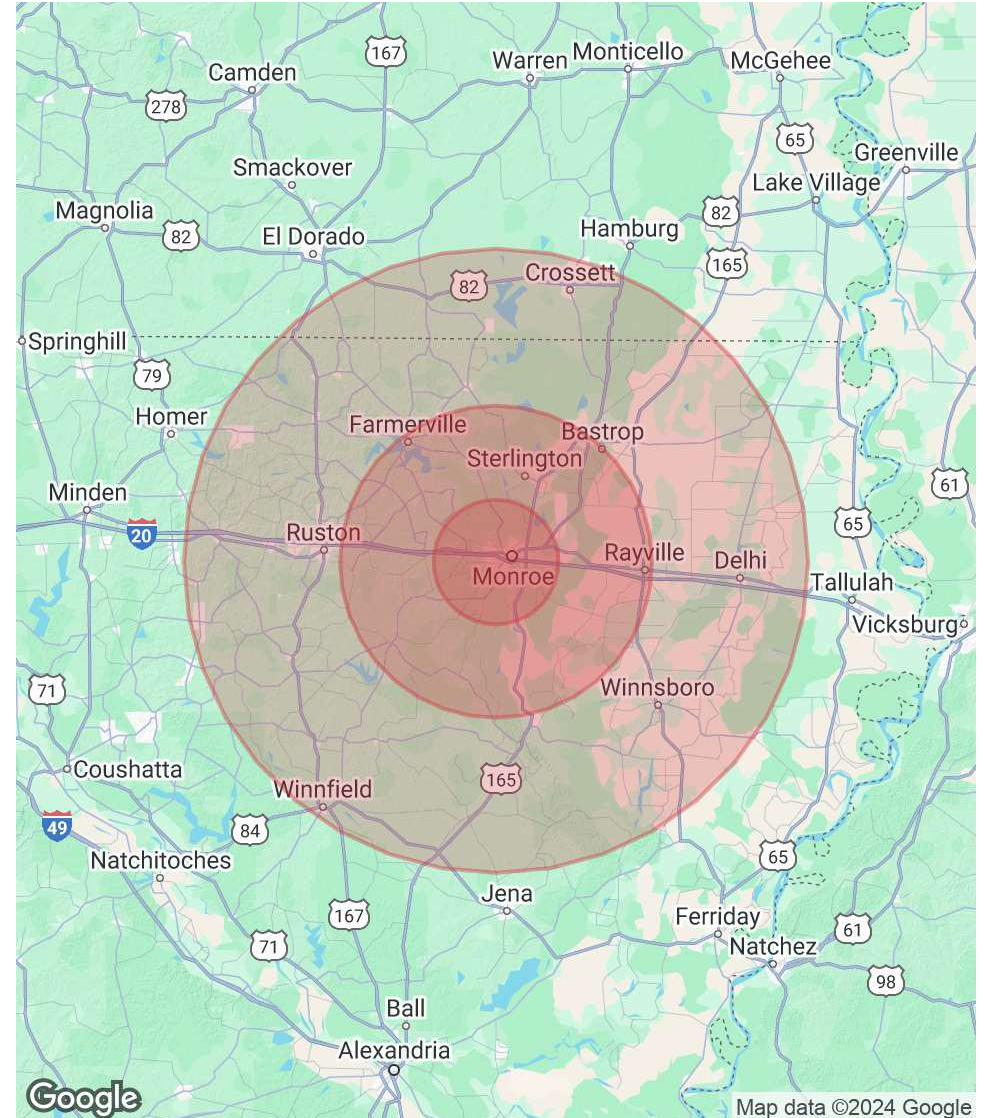 167
Warren
Monticello
McGehee
Camden
278
65
Greenville
Smackover
Lake Village
Magnolia
82
82
El Dorado
Hamburg
165
Crossett
82
Springhill
79
Homer
Farmerville
Bastrop
Sterlington
61
Minden
65
20
Ruston
Rayville
Delhi
Monroe
Tallulah
Vicksburg
71
Winnsboro
Coushatta
165
Winnfield
49
84
65
Natchitoches
Jena
167
Ferriday
61
71
Natchez
98
Ball
Alexandria
Google
Map data ©2024 Google